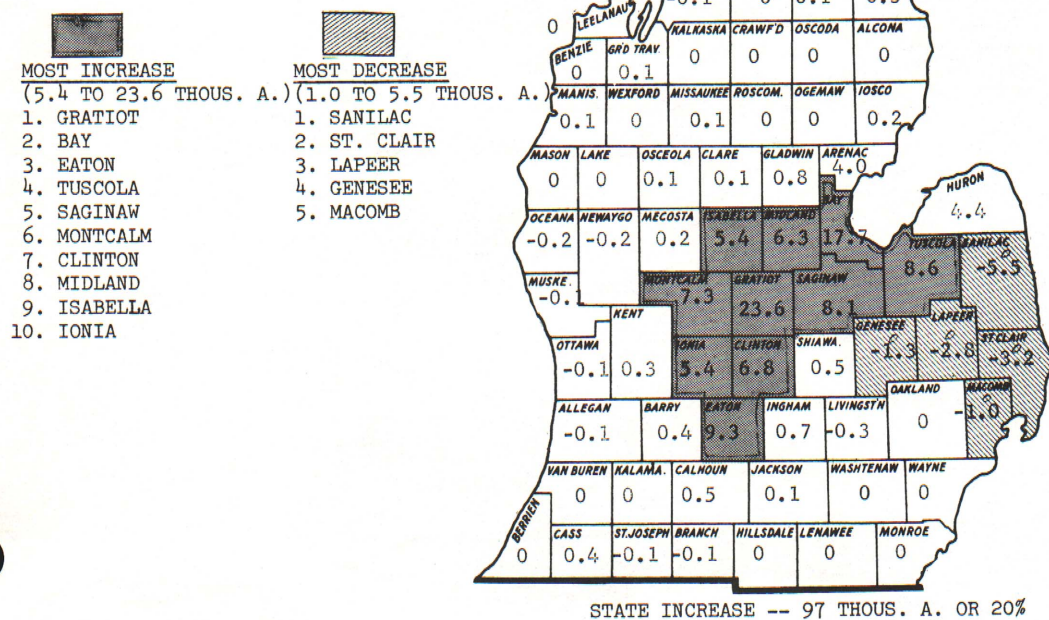 MOST INCREASE
(5.4 TO 23.6 THOUS. A.)
1. GRATIOT
2. BAY
3. EATON
4. TUSCOLA
5. SAGINAW
6. MONTCALM
7. CLINTON
8. MIDLAND
9. ISABELLA
10. IONIA
MOST DECREASE
(1.0 TO 5.5 THOUS. A.)
1. SANILAC
2. ST. CLAIR
3. LAPEER
4. GENESEE
5. MACOMB
0 LEELANAU
BENZIE GR'D TRAV. KALKASKA CRAWF'D OSCODA ALCONA
0 0.1 0 0 0 0
MANIS. WEXFORD MISSAUKEE ROSCOM. OGEMAW IOSCO
0.1 0 0.1 0 0 0.2
MASON LAKE OSCEOLA CLARE GLADWIN ARENAC
0 0 0.1 0.1 0.8 4.0
HURON
4.4
OCEANA NEWAYGO MECOSTA ISABELLA MIDLAND BAY TUSCOLA SANILAC
-0.2 -0.2 0.2 5.4 6.3 17.7 8.6 -5.5
MUSKE. MONTCALM GRATIOT SAGINAW
-0.1 7.3 23.6 8.1
KENT GENESEE LAPEER ST.CLAIR
-1.3 -2.8 -3.2
OTTAWA IONIA CLINTON SHIAWA.
-0.1 0.3 5.4 6.8 0.5
OAKLAND MACOMB
0 -1.0
ALLEGAN BARRY EATON INGHAM LIVINGST'N
-0.1 0.4 9.3 0.7 -0.3
VAN BUREN KALAMA. CALHOUN JACKSON WASHTENAW WAYNE
0 0 0.5 0.1 0 0
BERRIEN CASS ST.JOSEPH BRANCH HILLSDALE LENAWEE MONROE
0 0.4 -0.1 -0.1 0 0 0
STATE INCREASE -- 97 THOUS. A. OR 20%